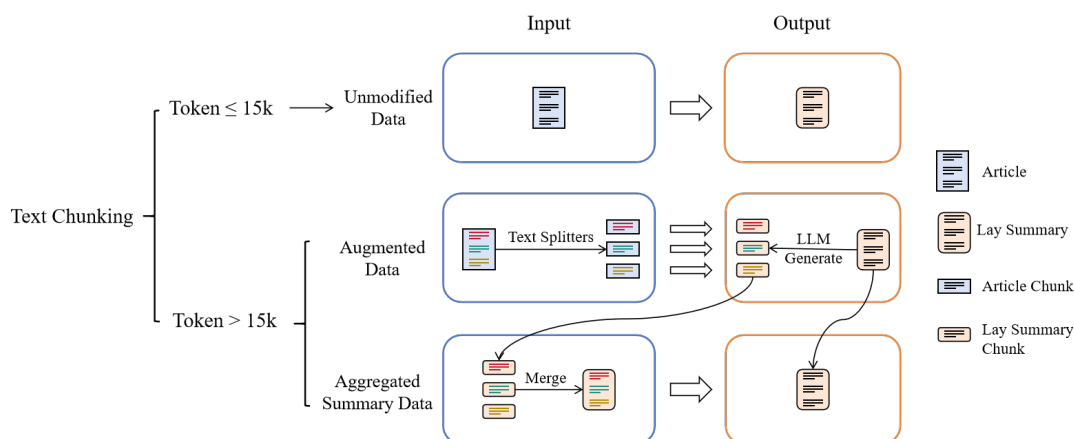 Input
Output
Token ≤ 15k
Unmodified
Data
Text Chunking
Augmented
Data
Text Splitters
LLM
Generate
Token > 15k
Aggregated
Summary Data
Merge
Article
Lay Summary
Article Chunk
Lay Summary
Chunk